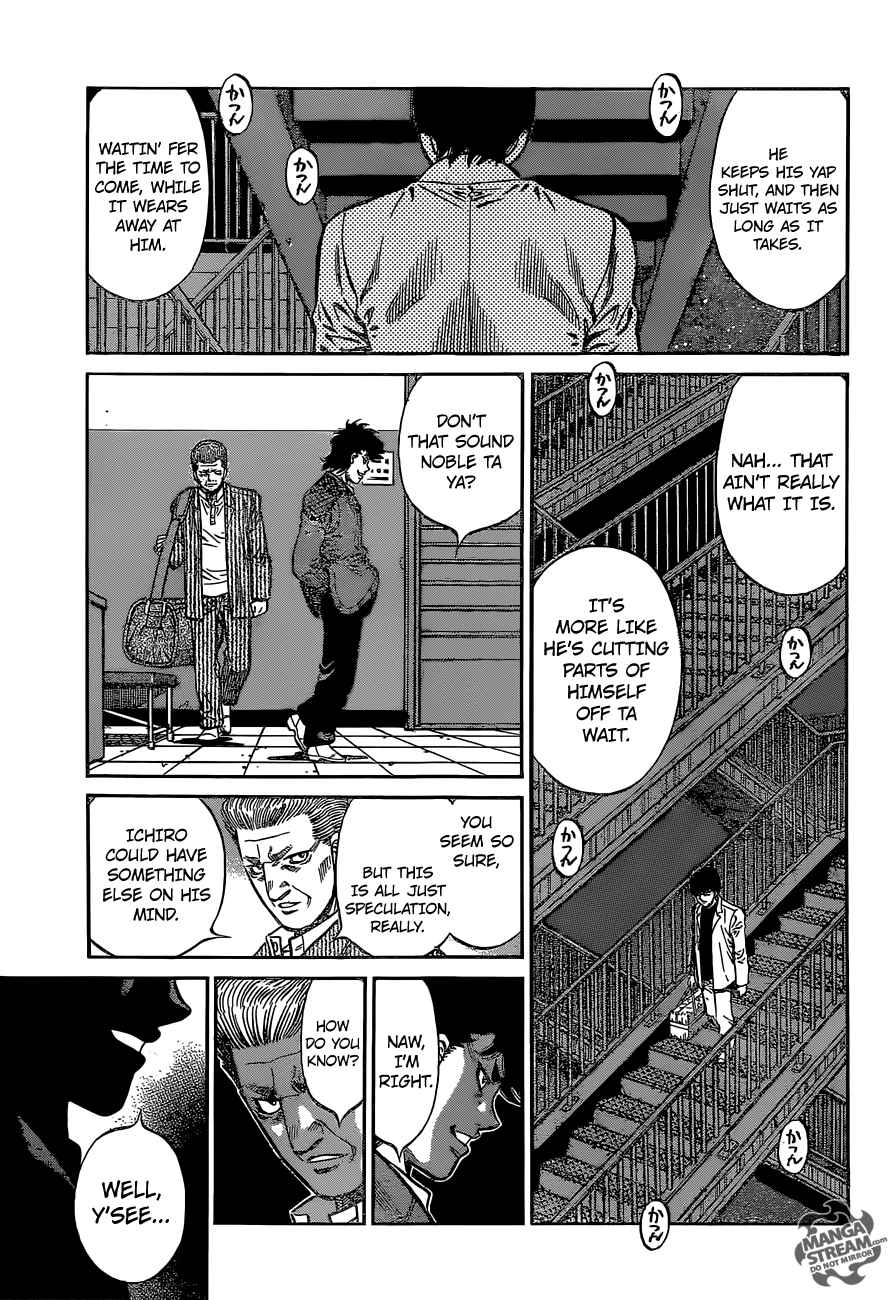 かつん
かつん
かつん
HE
KEEPS HIS YAP
SHUT, AND THEN
JUST WAITS AS
LONG AS IT
TAKES.
WAITIN' FER
THE TIME TO
COME, WHILE
IT WEARS
AWAY AT
HIM.
かつん
NAH... THAT
AIN'T REALLY
WHAT IT IS.
IT'S
MORE LIKE
HE'S CUTTING
PARTS OF
HIMSELF
OFF TA
WAIT.
かつん
かつん
かつん
かつん
DON'T
THAT SOUND
NOBLE TA
YA?
YOU
SEEM SO
SURE,
BUT THIS
IS ALL JUST
SPECULATION,
REALLY.
ICHIRO
COULD HAVE
SOMETHING
ELSE ON HIS
MIND.
NAW,
I'M
RIGHT.
HOW
DO YOU
KNOW?
WELL,
Y'SEE...
MANGA
STREAM.com
DO NOT MIRROR